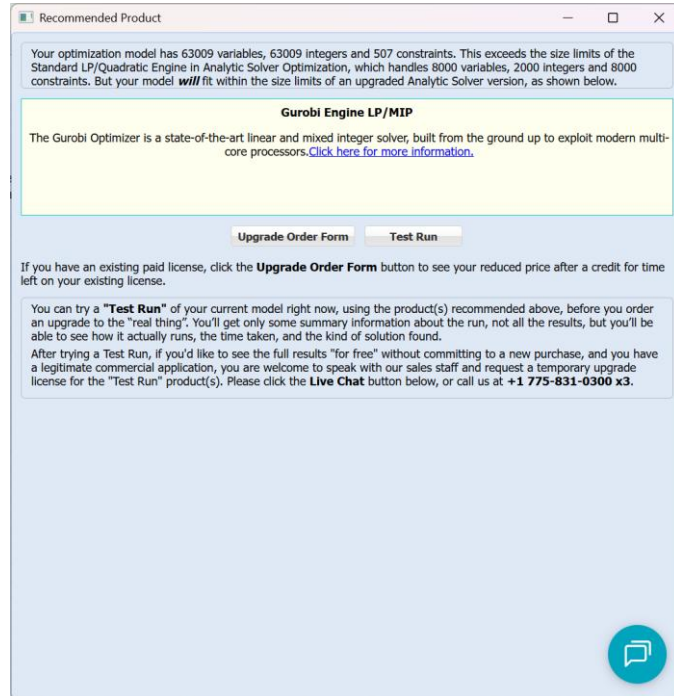 Recommended Product
Your optimization model has 63009 variables, 63009 integers and 507 constraints. This exceeds the size limits of the
Standard LP/Quadratic Engine in Analytic Solver Optimization, which handles 8000 variables, 2000 integers and 8000
constraints. But your model will fit within the size limits of an upgraded Analytic Solver version, as shown below.
Gurobi Engine LP/MIP
The Gurobi Optimizer is a state-of-the-art linear and mixed integer solver, built from the ground up to exploit modern multi-
core processors.Click here for more information.
Upgrade Order Form Test Run
If you have an existing paid license, click the Upgrade Order Form button to see your reduced price after a credit for time
left on your existing license.
You can try a "Test Run" of your current model right now, using the product(s) recommended above, before you order
an upgrade to the "real thing". You'll get only some summary information about the run, not all the results, but you'll be
able to see how it actually runs, the time taken, and the kind of solution found.
After trying a Test Run, if you'd like to see the full results "for free" without committing to a new purchase, and you have
a legitimate commercial application, you are welcome to speak with our sales staff and request a temporary upgrade
license for the "Test Run" product(s). Please click the Live Chat button below, or call us at +1 775-831-0300 x3.